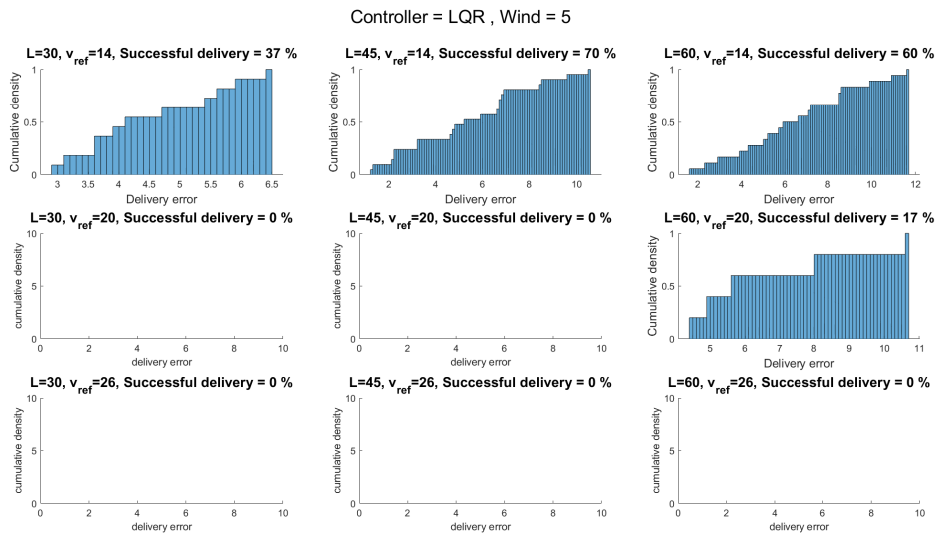 Controller = LQR , Wind = 5
L=30, v_ref=14, Successful delivery = 37 %
Cumulative density
1
0.5
0
3 3.5 4 4.5 5 5.5 6 6.5
Delivery error
L=45, v_ref=14, Successful delivery = 70 %
Cumulative density
1
0.5
0
2 4 6 8 10
Delivery error
L=60, v_ref=14, Successful delivery = 60 %
Cumulative density
1
0.5
0
2 4 6 8 10 12
Delivery error
L=30, v_ref=20, Successful delivery = 0 %
cumulative density
10
5
0
0 2 4 6 8 10
delivery error
L=45, v_ref=20, Successful delivery = 0 %
cumulative density
10
5
0
0 2 4 6 8 10
delivery error
L=60, v_ref=20, Successful delivery = 17 %
Cumulative density
1
0.5
0
5 6 7 8 9 10 11
Delivery error
L=30, v_ref=26, Successful delivery = 0 %
cumulative density
10
5
0
0 2 4 6 8 10
delivery error
L=45, v_ref=26, Successful delivery = 0 %
cumulative density
10
5
0
0 2 4 6 8 10
delivery error
L=60, v_ref=26, Successful delivery = 0 %
cumulative density
10
5
0
0 2 4 6 8 10
delivery error